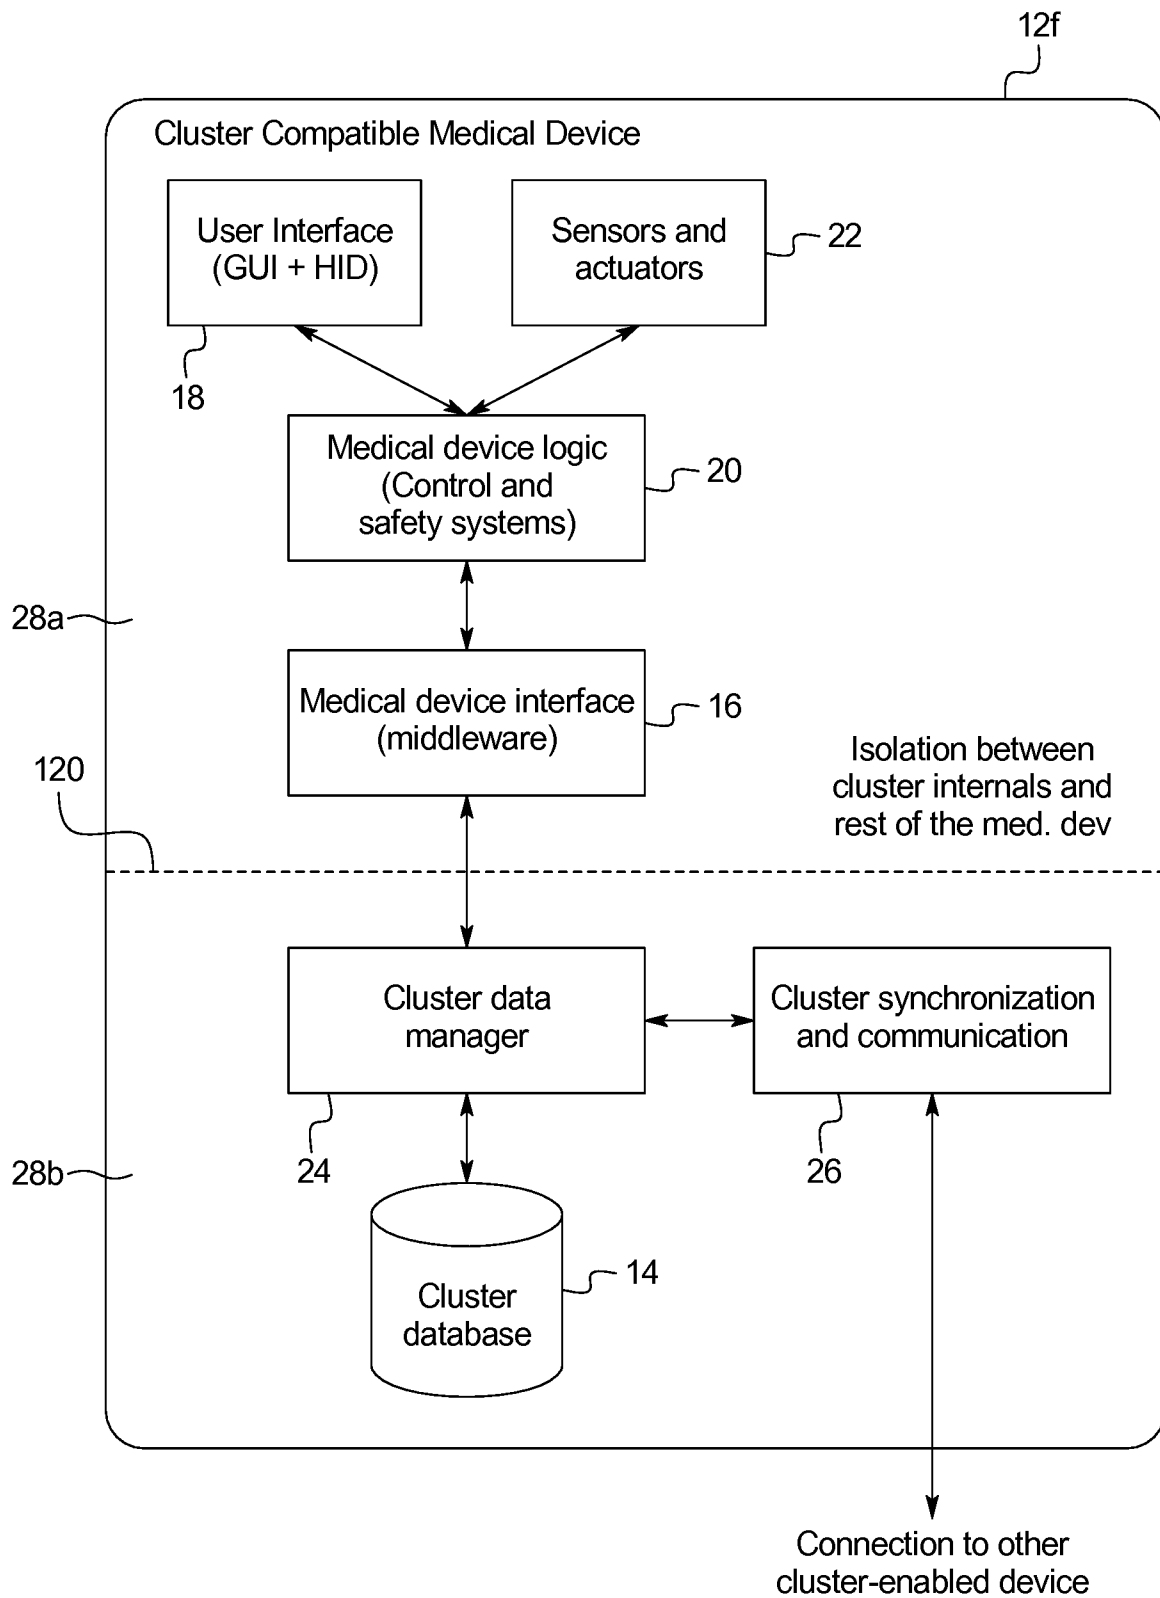 12f
Cluster Compatible Medical Device
User Interface
(GUI + HID)
Sensors and
actuators
22
18
Medical device logic
(Control and
safety systems)
20
28a
Medical device interface
(middleware)
16
Isolation between
cluster internals and
rest of the med. dev
120
Cluster data
manager
Cluster synchronization
and communication
24
26
28b
Cluster
database
14
Connection to other
cluster-enabled device